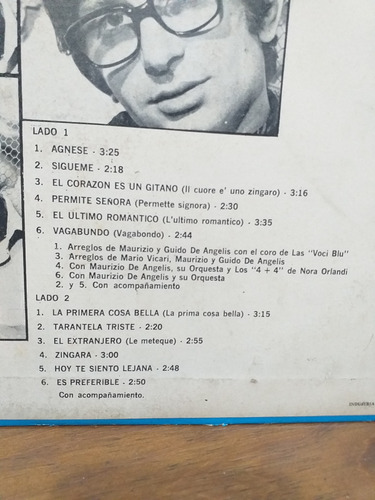 LADO 1
1. AGNESE - 3:25
2. SIGUEME - 2:18
3. EL CORAZON ES UN GITANO (Il cuore e' uno zingaro) - 3:16
4. PERMITE SEÑORA (Permette signora) - 2:30
5. EL ULTIMO ROMANTICO (L'ultimo romantico) - 3:35
6. VAGABUNDO (Vagabondo) - 2:44
1. Arreglos de Maurizio y Guido De Angelis con el coro de Las "Voci Blu"
3. Arreglos de Mario Vicari, Maurizio y Guido De Angelis
4. Con Maurizio De Angelis, su Orquesta y Los "4 + 4" de Nora Orlandi
6. Con Maurizio De Angelis y su Orquesta
2. y 5. Con acompañamiento
LADO 2
1. LA PRIMERA COSA BELLA (La prima cosa bella) - 3:15
2. TARANTELA TRISTE - 2:20
3. EL EXTRANJERO (Le meteque) - 2:55
4. ZINGARA - 3:00
5. HOY TE SIENTO LEJANA - 2:48
6. ES PREFERIBLE - 2:50
Con acompañamiento.